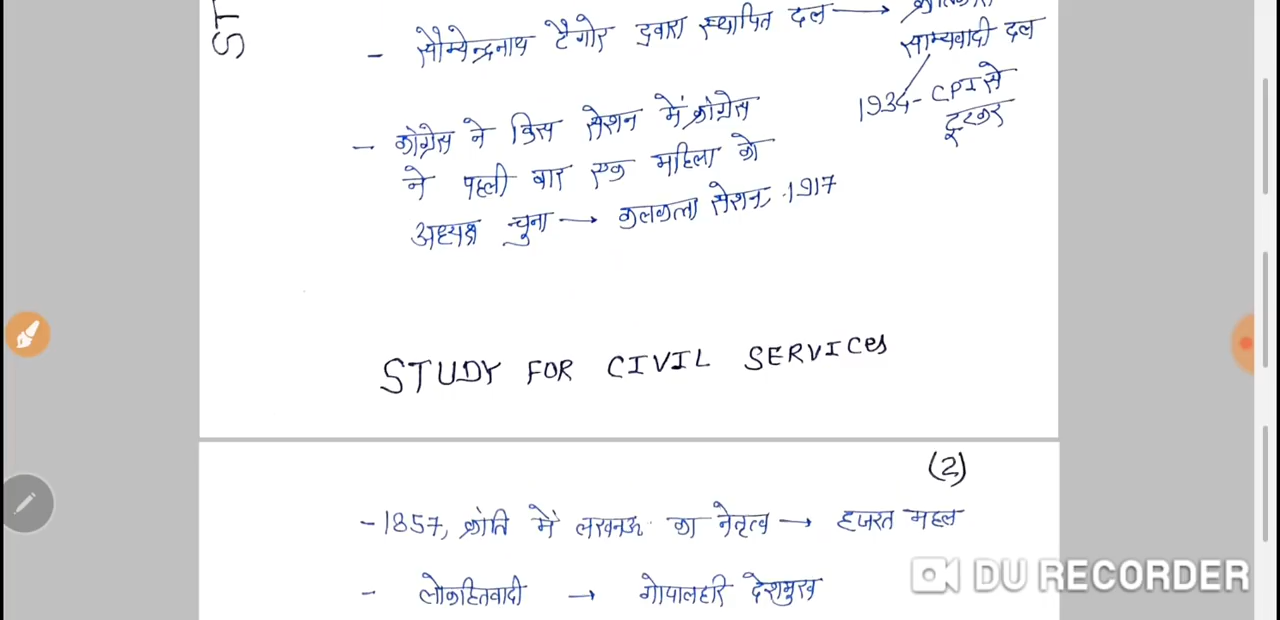 ST
- सौम्येन्द्रनाथ टैगोर द्वारा स्थापित दल →
साम्यवादी दल
1934 - CPI से
टूटकर
- कांग्रेस ने किस सेशन में कांग्रेस
ने पहली बार एक महिला को
अध्यक्ष चुना → कलकत्ता सेशन, 1917
STUDY FOR CIVIL SERVICES
(2)
- 1857, क्रांति में लखनऊ का नेतृत्व → हजरत महल
- लोकहितवादी → गोपालहरि देशमुख
DU RECORDER